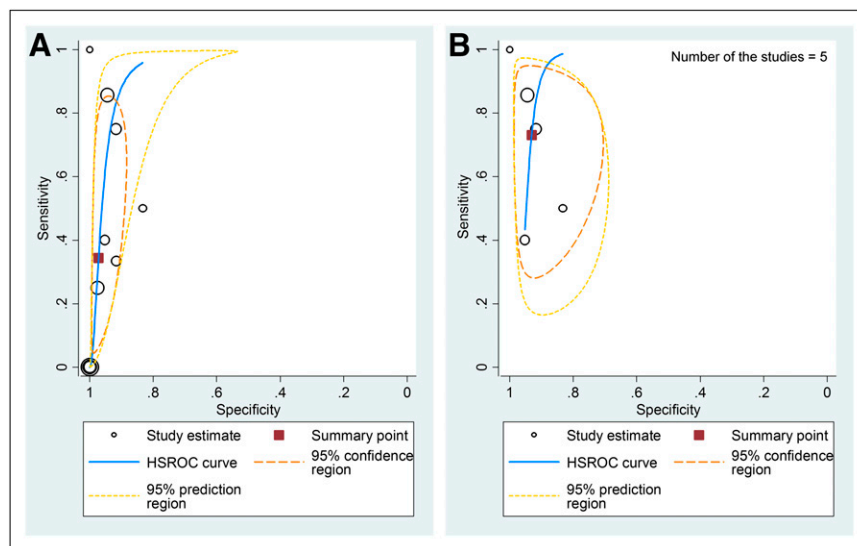 A
Sensitivity
1
.8
.6
.4
.2
0
1 .8 .6 .4 .2 0
Specificity
Study estimate Summary point
HSROC curve 95% confidence
region
95% prediction
region
B
Number of the studies = 5
Sensitivity
1
.8
.6
.4
.2
0
1 .8 .6 .4 .2 0
Specificity
Study estimate Summary point
HSROC curve 95% confidence
region
95% prediction
region